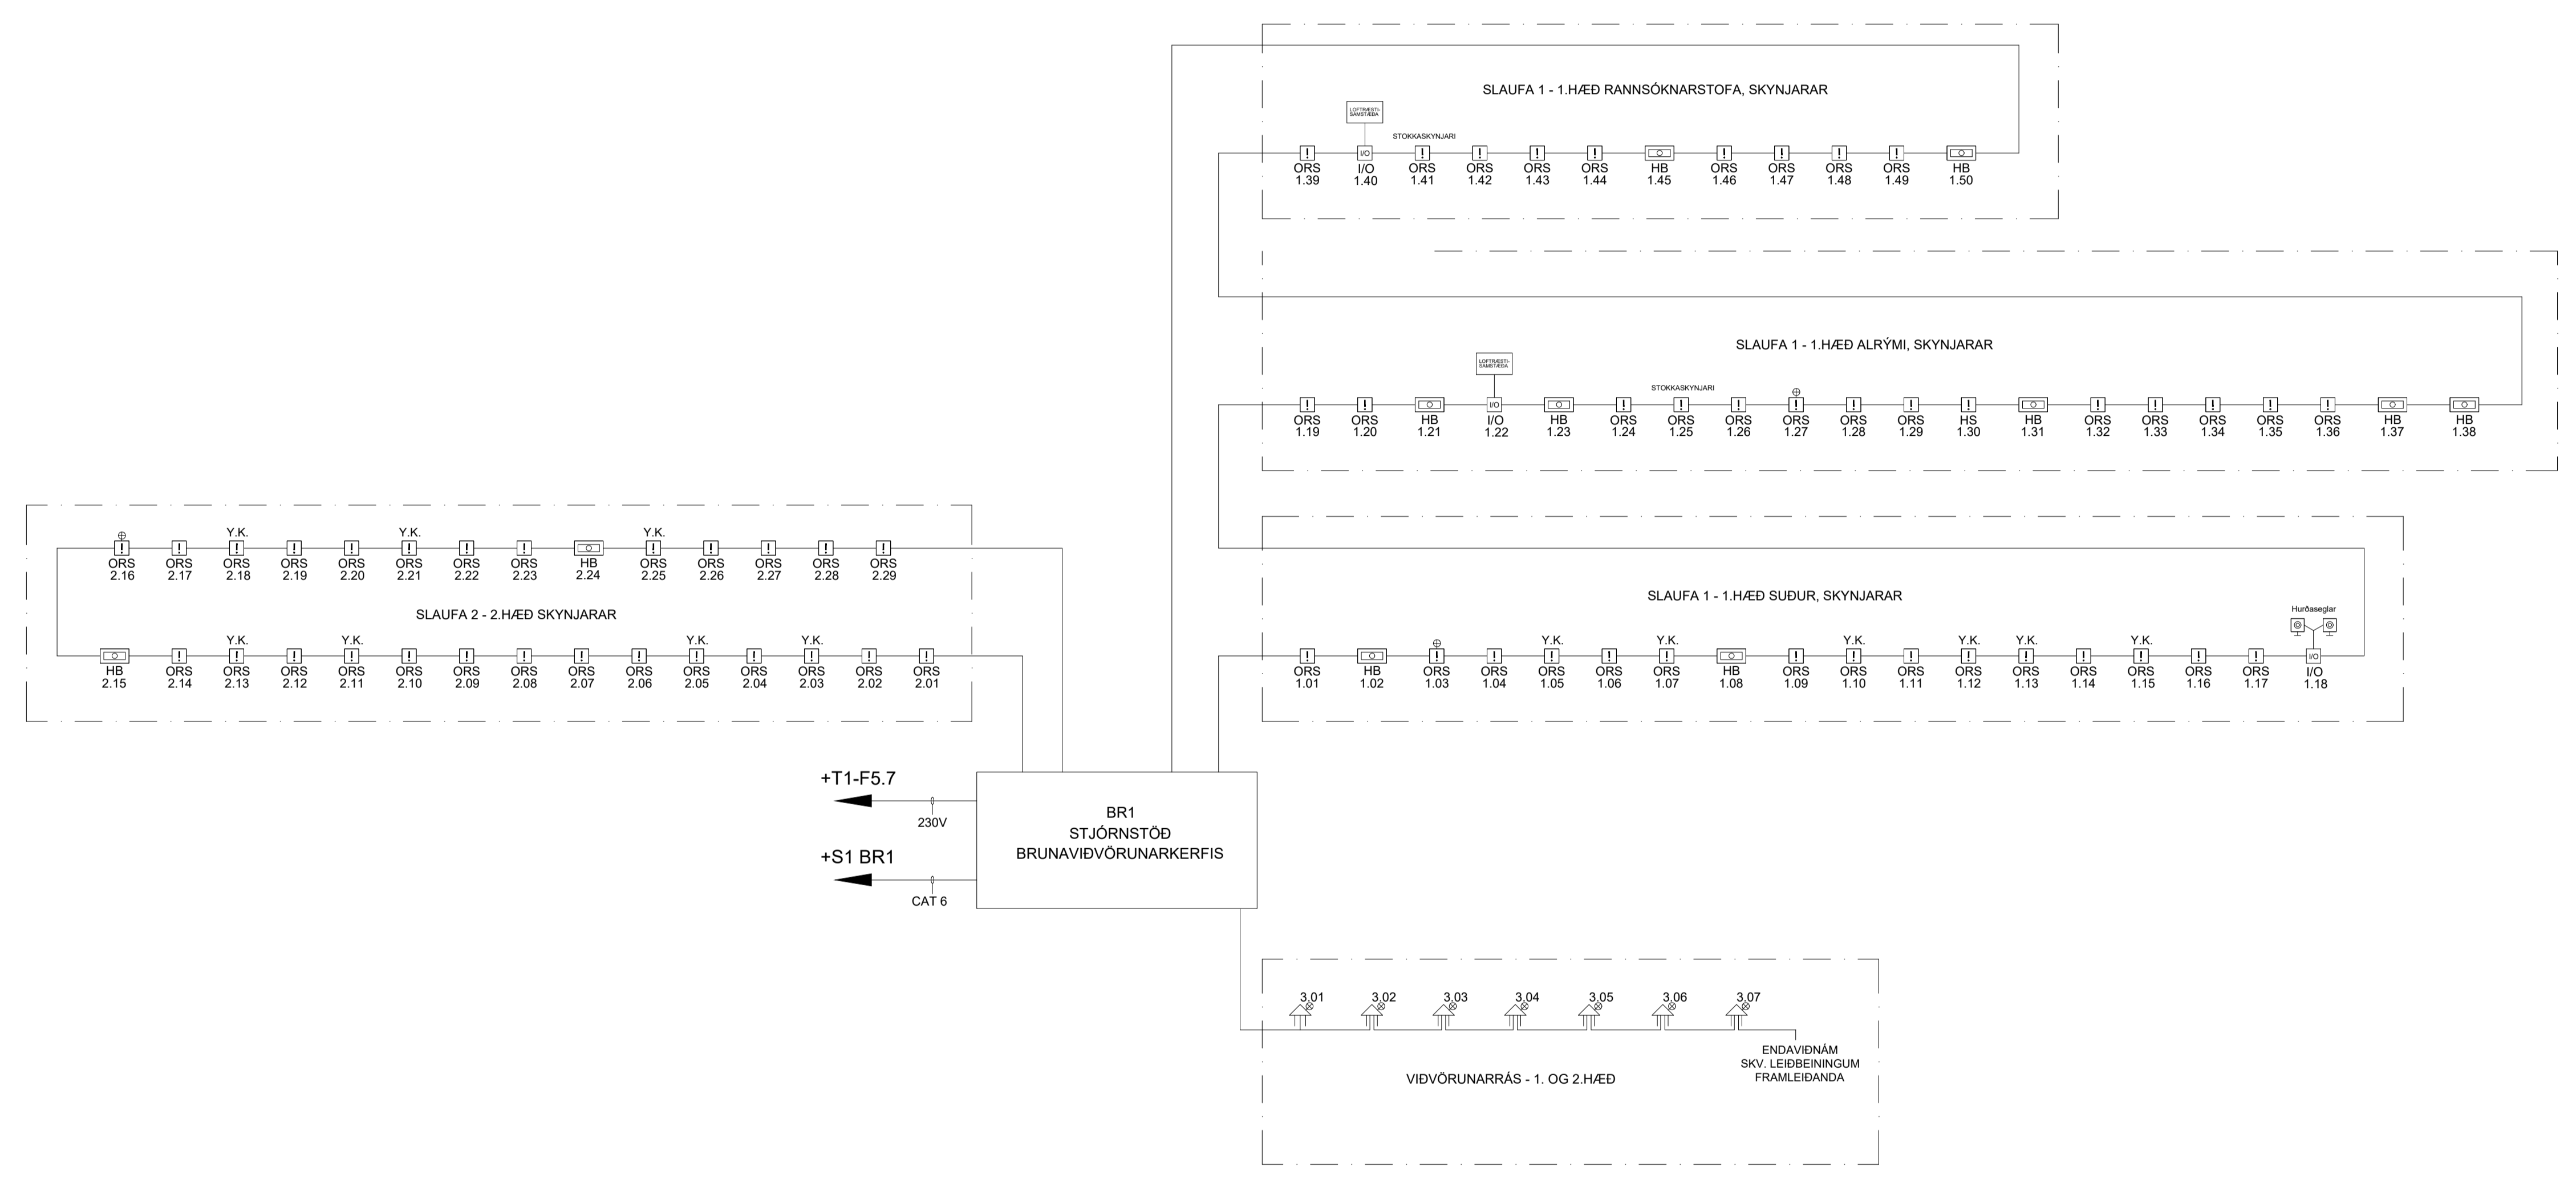 SLAUFA 1 - 1.HÆÐ RANNSÓKNARSTOFA, SKYNJARAR
LOFTRÆSTI-
SAMSTÆÐA
STOKKASKYNJARI
I/O
ORS I/O ORS ORS ORS ORS HB ORS ORS ORS ORS HB
1.39 1.40 1.41 1.42 1.43 1.44 1.45 1.46 1.47 1.48 1.49 1.50
SLAUFA 1 - 1.HÆÐ ALRÝMI, SKYNJARAR
LOFTRÆSTI-
SAMSTÆÐA
STOKKASKYNJARI
I/O
ORS ORS HB I/O HB ORS ORS ORS ORS ORS ORS HS HB ORS ORS ORS ORS ORS HB HB
1.19 1.20 1.21 1.22 1.23 1.24 1.25 1.26 1.27 1.28 1.29 1.30 1.31 1.32 1.33 1.34 1.35 1.36 1.37 1.38
Y.K. Y.K. Y.K.
ORS ORS ORS ORS ORS ORS ORS ORS HB ORS ORS ORS ORS ORS
2.16 2.17 2.18 2.19 2.20 2.21 2.22 2.23 2.24 2.25 2.26 2.27 2.28 2.29
SLAUFA 2 - 2.HÆÐ SKYNJARAR
Y.K. Y.K. Y.K. Y.K.
HB ORS ORS ORS ORS ORS ORS ORS ORS ORS ORS ORS ORS ORS ORS
2.15 2.14 2.13 2.12 2.11 2.10 2.09 2.08 2.07 2.06 2.05 2.04 2.03 2.02 2.01
SLAUFA 1 - 1.HÆÐ SUÐUR, SKYNJARAR
Hurðaseglar
Y.K. Y.K. Y.K. Y.K. Y.K. Y.K.
I/O
ORS HB ORS ORS ORS ORS ORS HB ORS ORS ORS ORS ORS ORS ORS ORS ORS I/O
1.01 1.02 1.03 1.04 1.05 1.06 1.07 1.08 1.09 1.10 1.11 1.12 1.13 1.14 1.15 1.16 1.17 1.18
+T1-F5.7
230V
+S1 BR1
CAT 6
BR1
STJÓRNSTÖÐ
BRUNAVIÐVÖRUNARKERFIS
3.01 3.02 3.03 3.04 3.05 3.06 3.07
ENDAVIÐNÁM
SKV. LEIÐBEININGUM
FRAMLEIÐANDA
VIÐVÖRUNARRÁS - 1. OG 2.HÆÐ